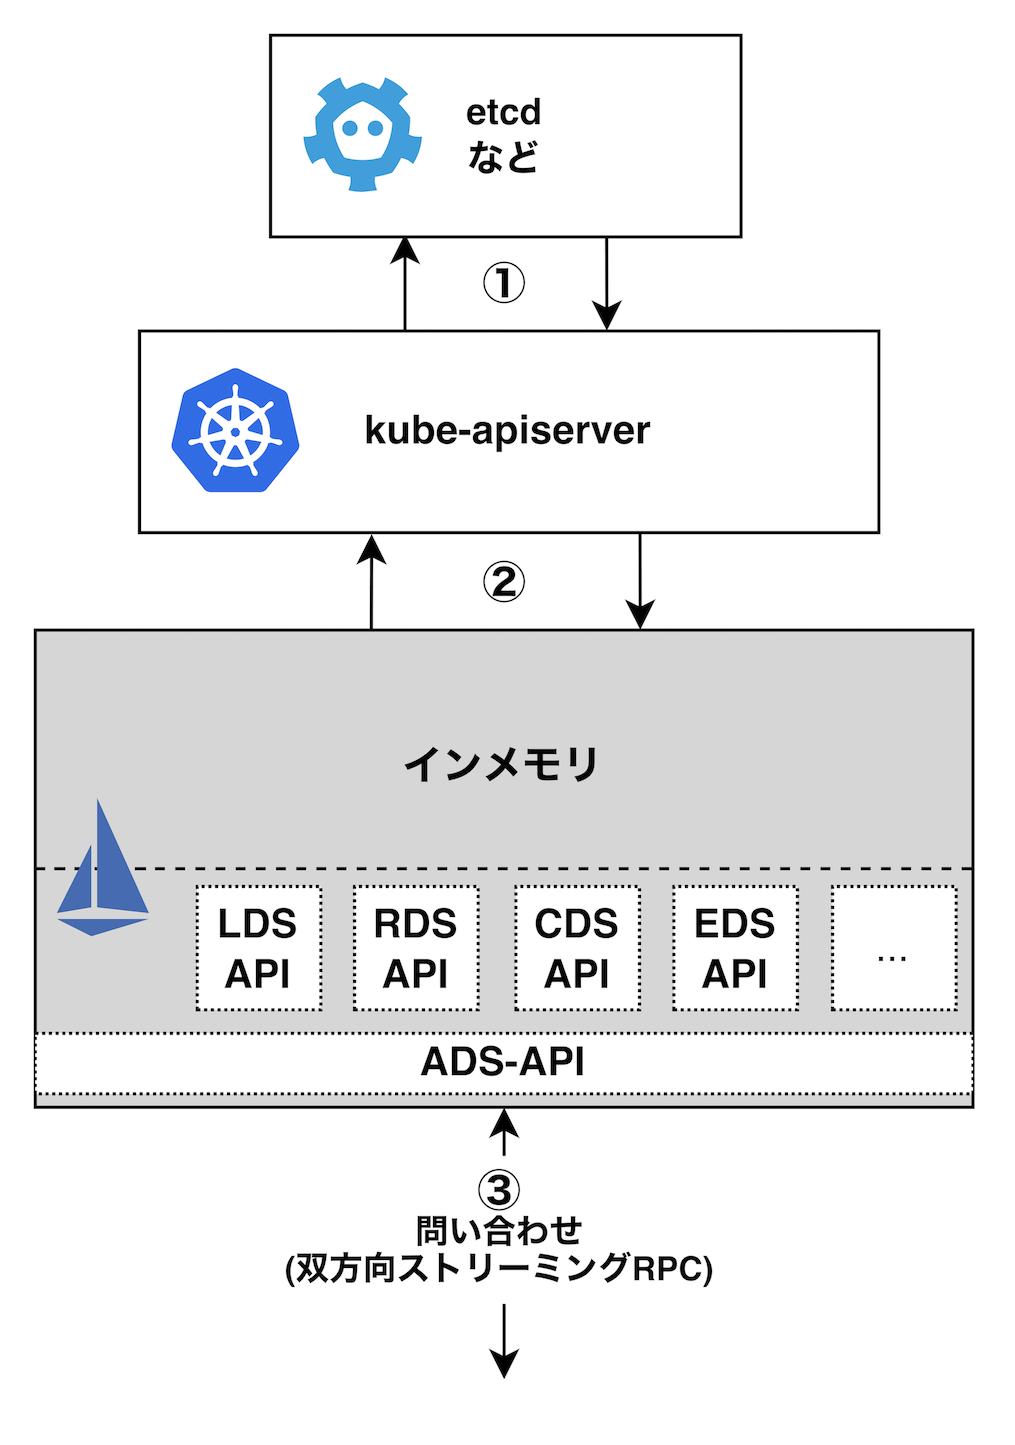 etcd
など
①
kube-apiserver
②
インメモリ
LDS
API
RDS
API
CDS
API
EDS
API
...
ADS-API
③
問い合わせ
(双方向ストリーミングRPC)